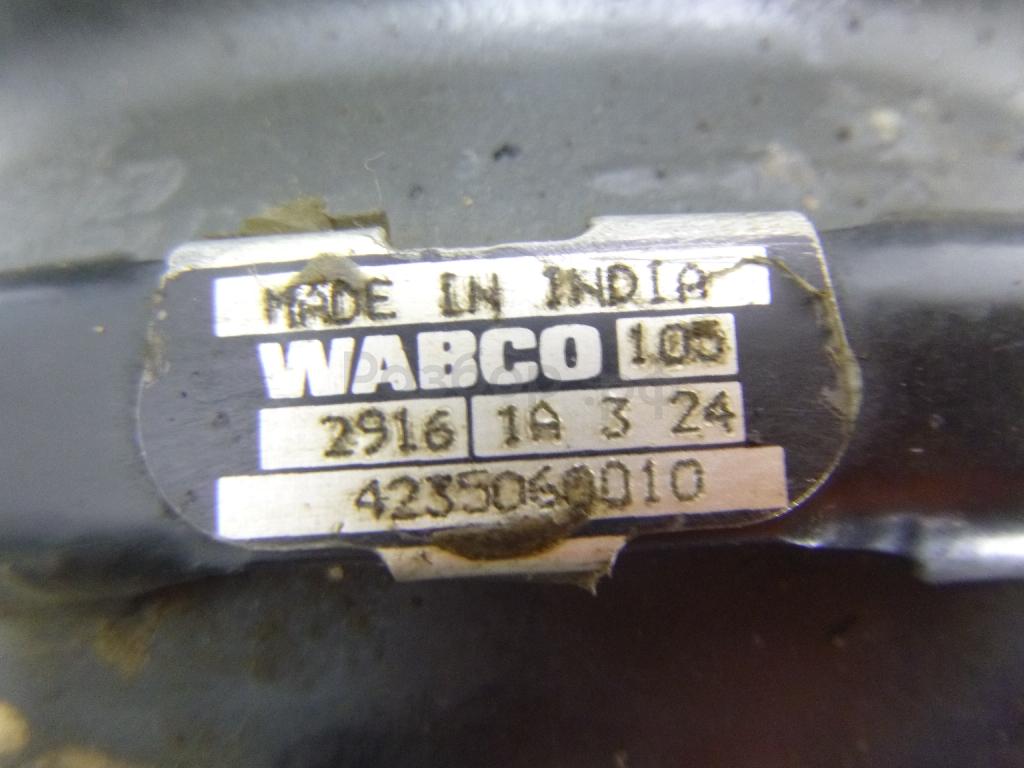 MADE IN INDIA
WABCO 105
2916 1A 3 24
4235060010